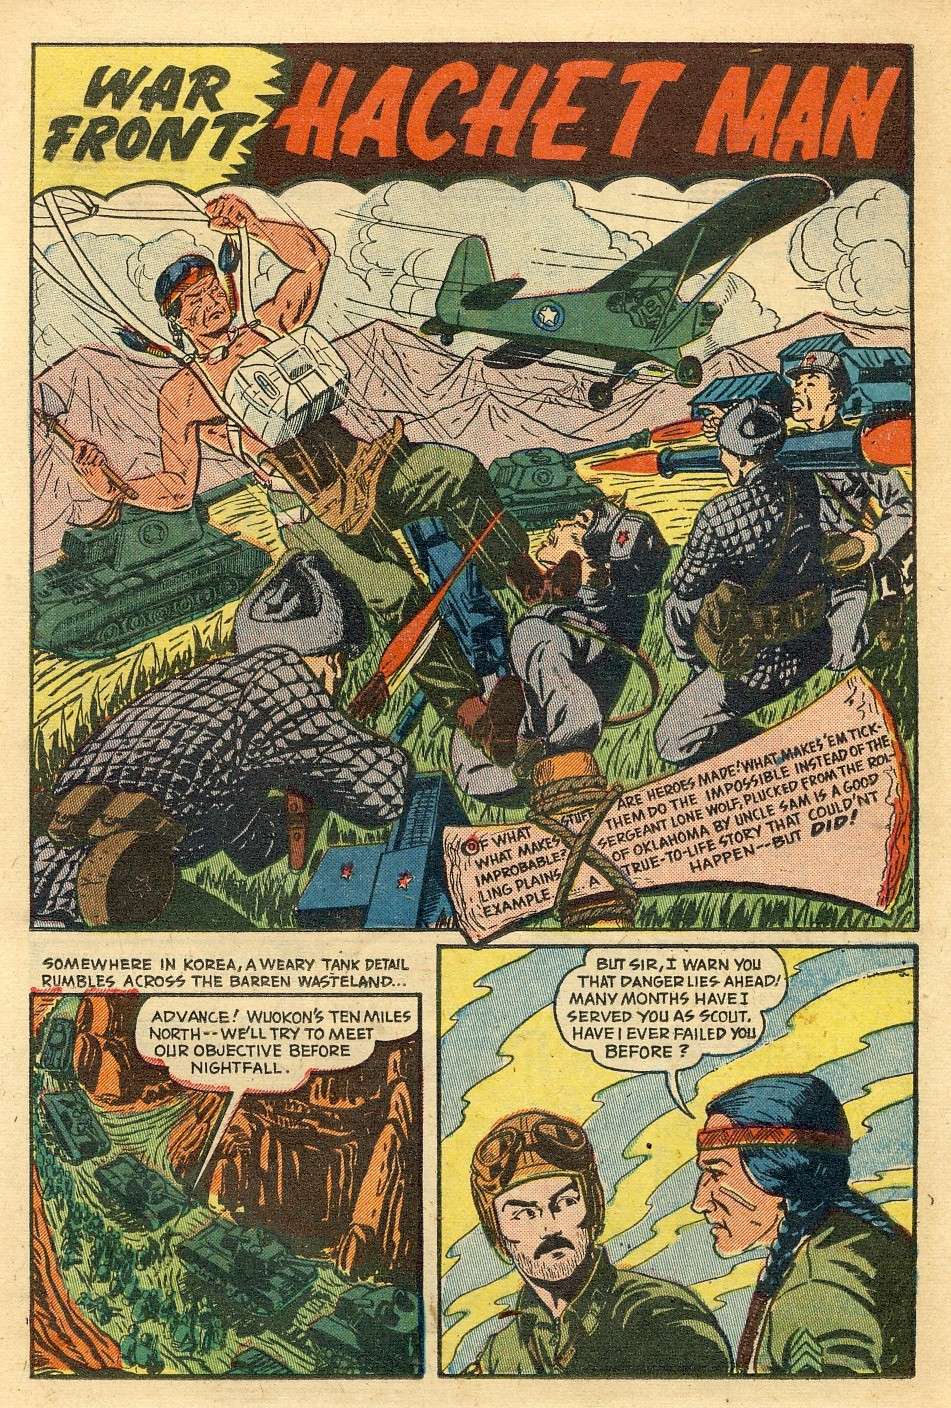 WAR
FRONT
HACHET MAN
OF WHAT STUFF ARE HEROES MADE! WHAT MAKES 'EM TICK-
WHAT MAKES THEM DO THE IMPOSSIBLE INSTEAD OF THE
IMPROBABLE? SERGEANT LONE WOLF, PLUCKED FROM THE ROL-
LING PLAINS OF OKLAHOMA BY UNCLE SAM IS A GOOD
EXAMPLE.....A TRUE-TO-LIFE STORY THAT COULD'NT
HAPPEN--BUT DID!
SOMEWHERE IN KOREA, A WEARY TANK DETAIL
RUMBLES ACROSS THE BARREN WASTELAND...
ADVANCE! WUOKON'S TEN MILES
NORTH--WE'LL TRY TO MEET
OUR OBJECTIVE BEFORE
NIGHTFALL.
BUT SIR, I WARN YOU
THAT DANGER LIES AHEAD!
MANY MONTHS HAVE I
SERVED YOU AS SCOUT.
HAVE I EVER FAILED YOU
BEFORE?